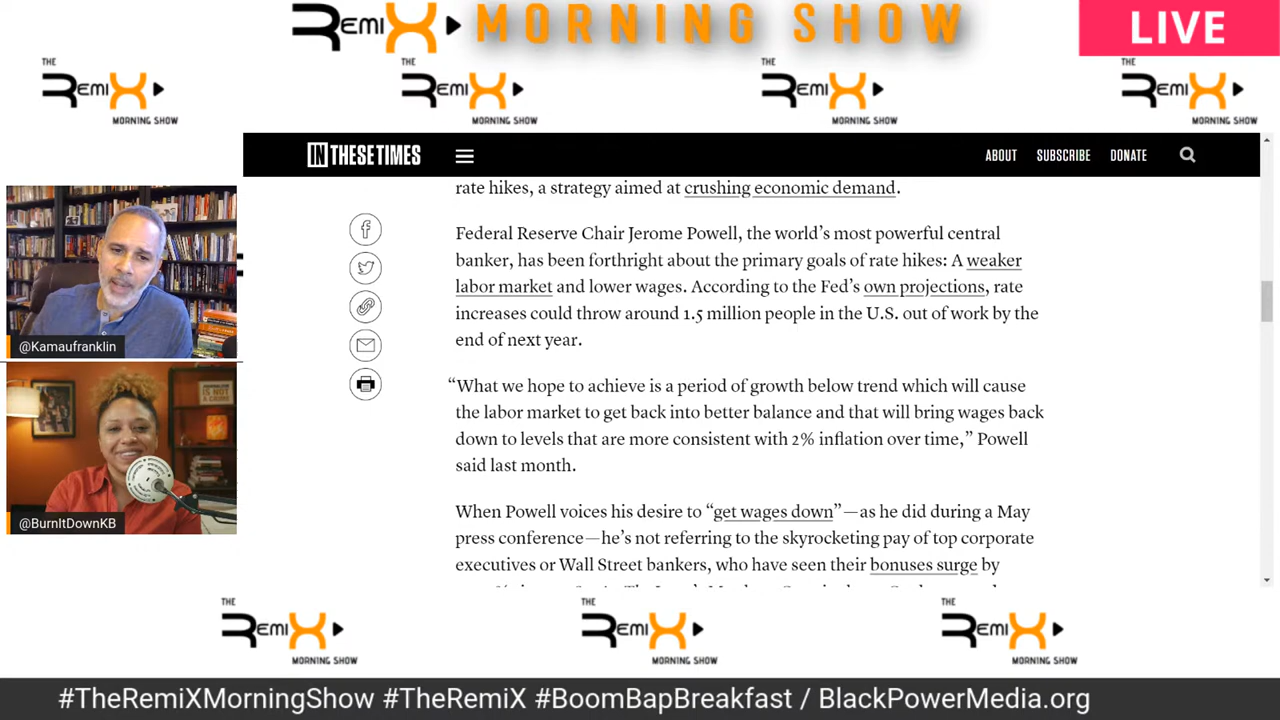 REMIX MORNING SHOW
LIVE
THE
REMIX
MORNING SHOW
THE
REMIX
MORNING SHOW
THE
REMIX
MORNING SHOW
THE
REMIX
MORNING SHOW
IN THESE TIMES
ABOUT SUBSCRIBE DONATE
rate hikes, a strategy aimed at crushing economic demand.
Federal Reserve Chair Jerome Powell, the world’s most powerful central
banker, has been forthright about the primary goals of rate hikes: A weaker
labor market and lower wages. According to the Fed’s own projections, rate
increases could throw around 1.5 million people in the U.S. out of work by the
end of next year.
“What we hope to achieve is a period of growth below trend which will cause
the labor market to get back into better balance and that will bring wages back
down to levels that are more consistent with 2% inflation over time,” Powell
said last month.
When Powell voices his desire to “get wages down”—as he did during a May
press conference—he’s not referring to the skyrocketing pay of top corporate
executives or Wall Street bankers, who have seen their bonuses surge by
@Kamaufranklin
JOURNALISM
IS NOT
A CRIME
@BurnItDownKB
THE
REMIX
MORNING SHOW
THE
REMIX
MORNING SHOW
THE
REMIX
MORNING SHOW
#TheRemiXMorningShow #TheRemiX #BoomBapBreakfast / BlackPowerMedia.org